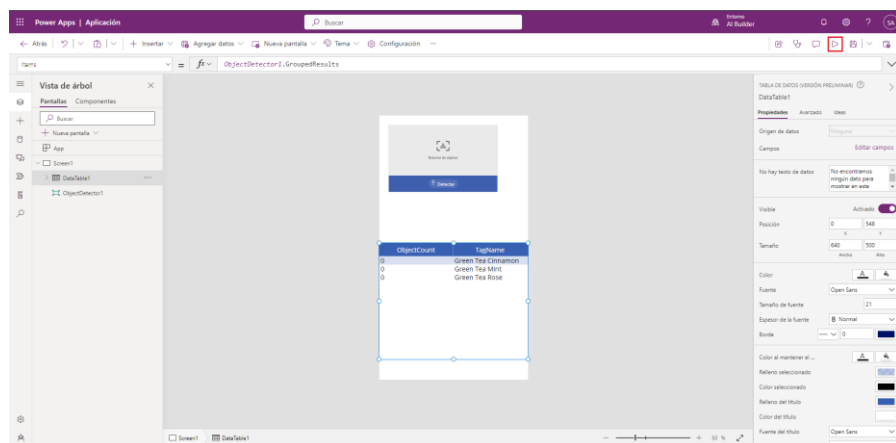 Power Apps | Aplicación
Buscar
Entorno
AI Builder
SA
Atrás
Insertar
Agregar datos
Nueva pantalla
Tema
Configuración
Items
=
fx
ObjectDetector1.GroupedResults
Vista de árbol
Pantallas Componentes
Buscar
Nueva pantalla
App
Screen1
DataTable1
ObjectDetector1
Detector de objetos
Detectar
ObjectCount TagName
0 Green Tea Cinnamon
0 Green Tea Mint
0 Green Tea Rose
TABLA DE DATOS (VERSIÓN PRELIMINAR)
DataTable1
Propiedades Avanzado Ideas
Origen de datos Ninguno
Campos Editar campos
No hay texto de datos No encontramos
ningún dato para
mostrar en este
Visible Activado
Posición 0 548
X Y
Tamaño 640 500
Ancho Alto
Color A
Fuente Open Sans
Tamaño de fuente 21
Espesor de la fuente B Normal
Borde 0
Color al mantener el ... A
Relleno seleccionado
Color seleccionado
Relleno del título
Color del título
Fuente del título Open Sans
Screen1 DataTable1